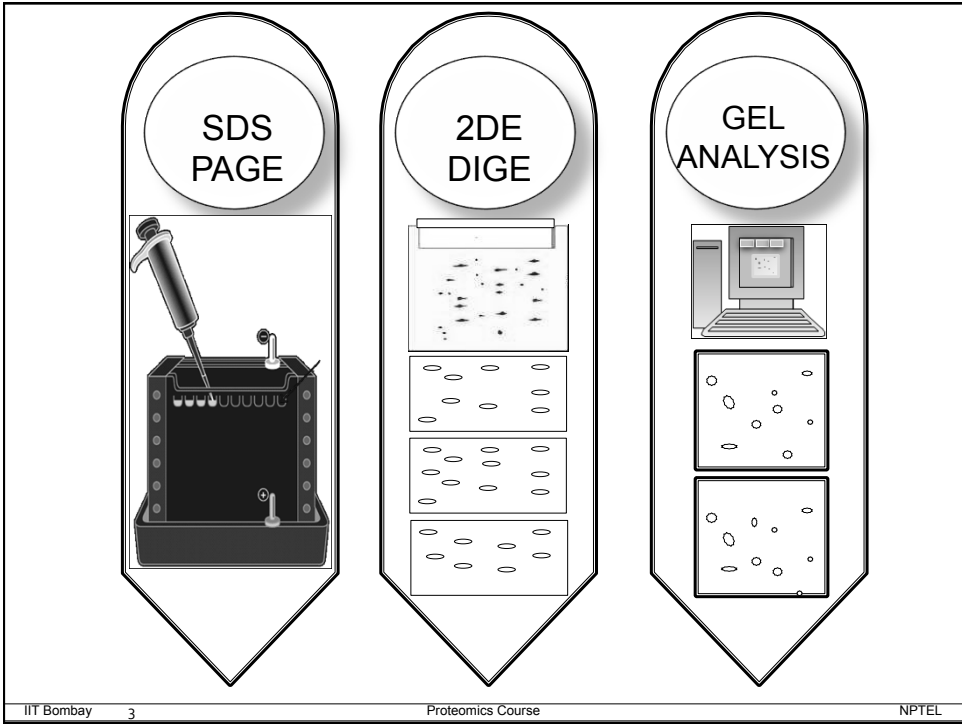 SDS
PAGE
2DE
DIGE
GEL
ANALYSIS
IIT Bombay
3
Proteomics Course
NPTEL